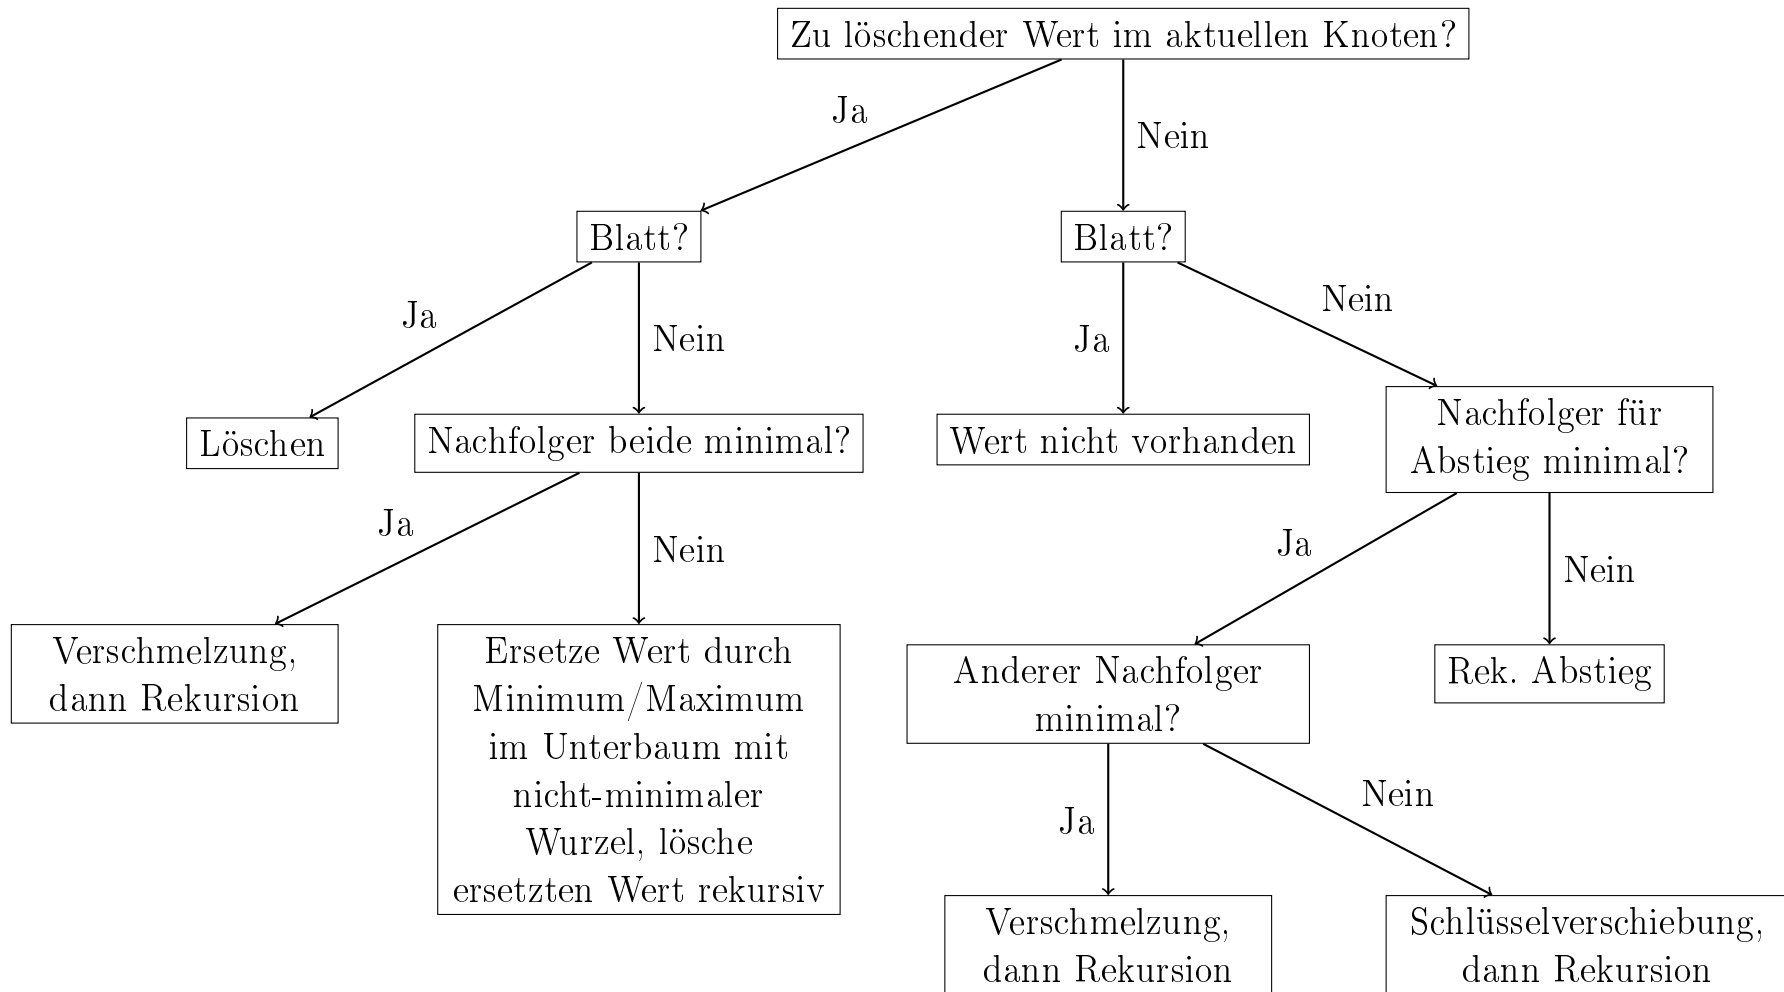 Zu löschender Wert im aktuellen Knoten?
Ja
Nein
Blatt?
Blatt?
Ja
Nein
Ja
Nein
Löschen
Nachfolger beide minimal?
Wert nicht vorhanden
Nachfolger für
Abstieg minimal?
Ja
Nein
Ja
Nein
Verschmelzung,
dann Rekursion
Ersetze Wert durch
Minimum/Maximum
im Unterbaum mit
nicht-minimaler
Wurzel, lösche
ersetzten Wert rekursiv
Anderer Nachfolger
minimal?
Rek. Abstieg
Ja
Nein
Verschmelzung,
dann Rekursion
Schlüsselverschiebung,
dann Rekursion